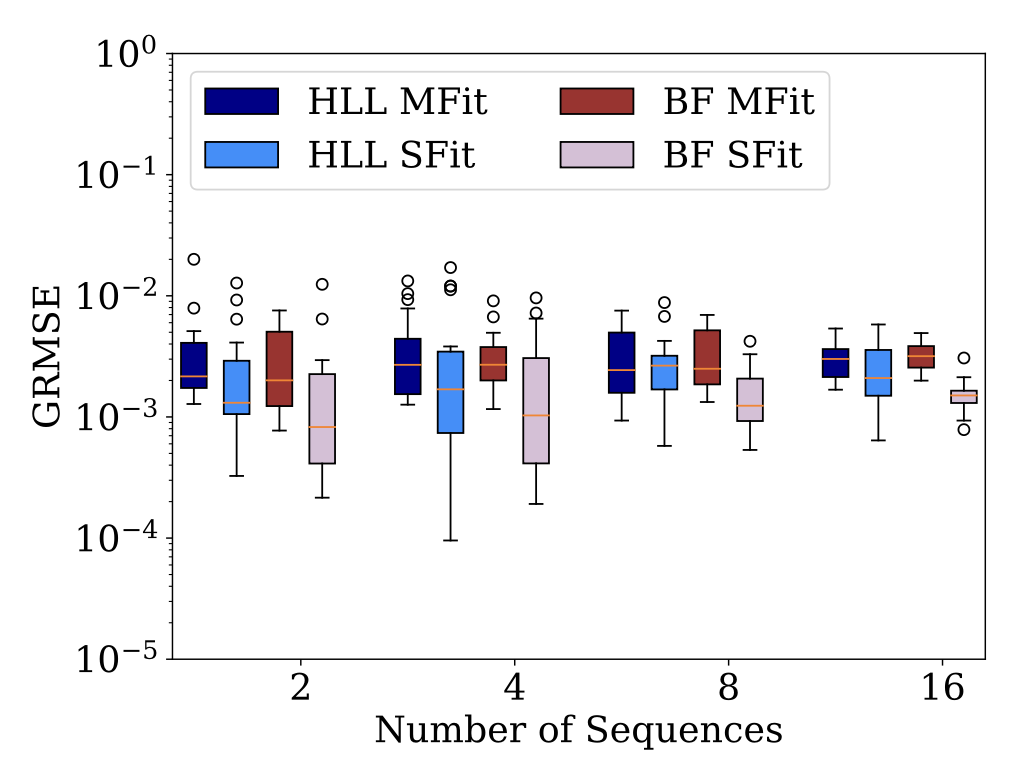 10^0
HLL MFit BF MFit
HLL SFit BF SFit
10^-1
10^-2
10^-3
10^-4
10^-5
GRMSE
2 4 8 16
Number of Sequences